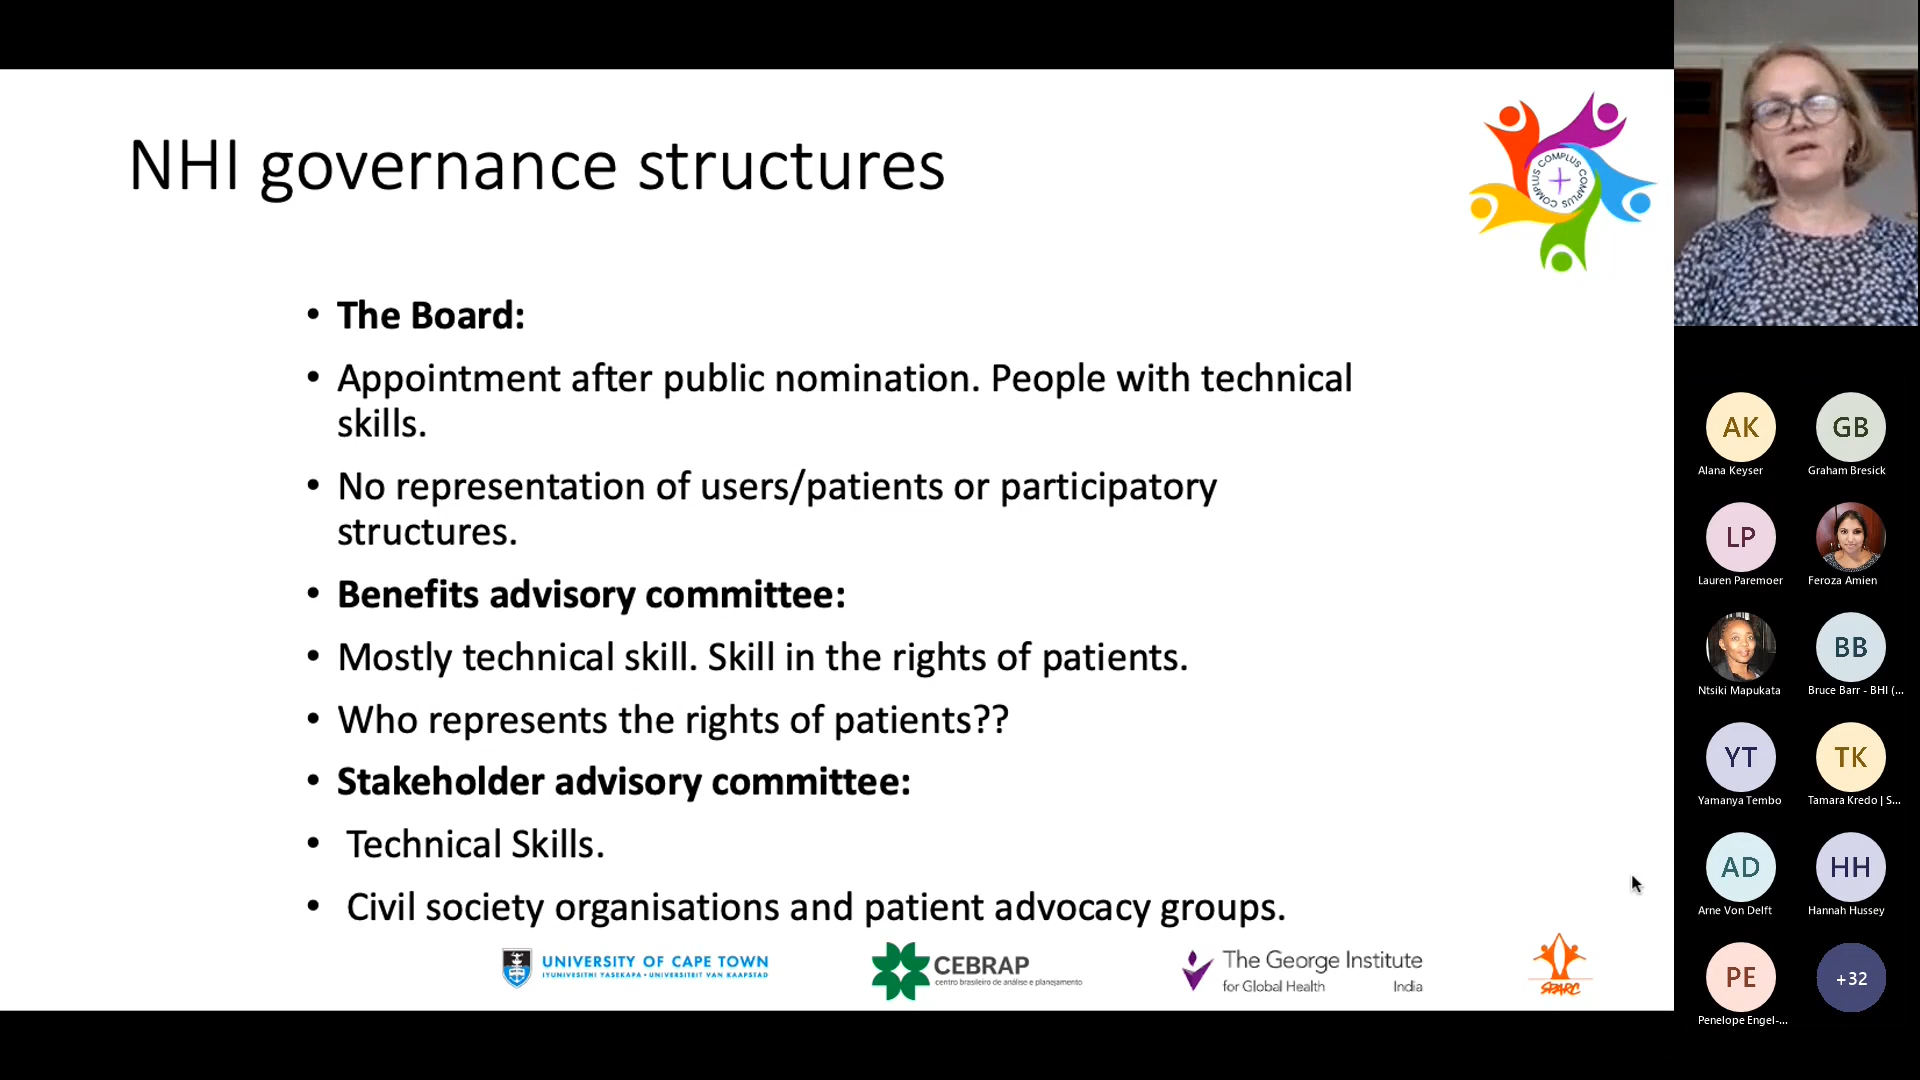 NHI governance structures
COMPLUS COMPLUS COMPLUS
• The Board:
• Appointment after public nomination. People with technical
skills.
• No representation of users/patients or participatory
structures.
• Benefits advisory committee:
• Mostly technical skill. Skill in the rights of patients.
• Who represents the rights of patients??
• Stakeholder advisory committee:
• Technical Skills.
• Civil society organisations and patient advocacy groups.
UNIVERSITY OF CAPE TOWN
IYUNIVESITHI YASEKAPA • UNIVERSITEIT VAN KAAPSTAD
CEBRAP
centro brasileiro de análise e planejamento
The George Institute
for Global Health India
SPARC
AK GB
Alana Keyser Graham Bresick
LP
Lauren Paremoer Feroza Amien
BB
Ntsiki Mapukata Bruce Barr - BHI (...
YT TK
Yamanya Tembo Tamara Kredo | S...
AD HH
Arne Von Delft Hannah Hussey
PE +32
Penelope Engel-...